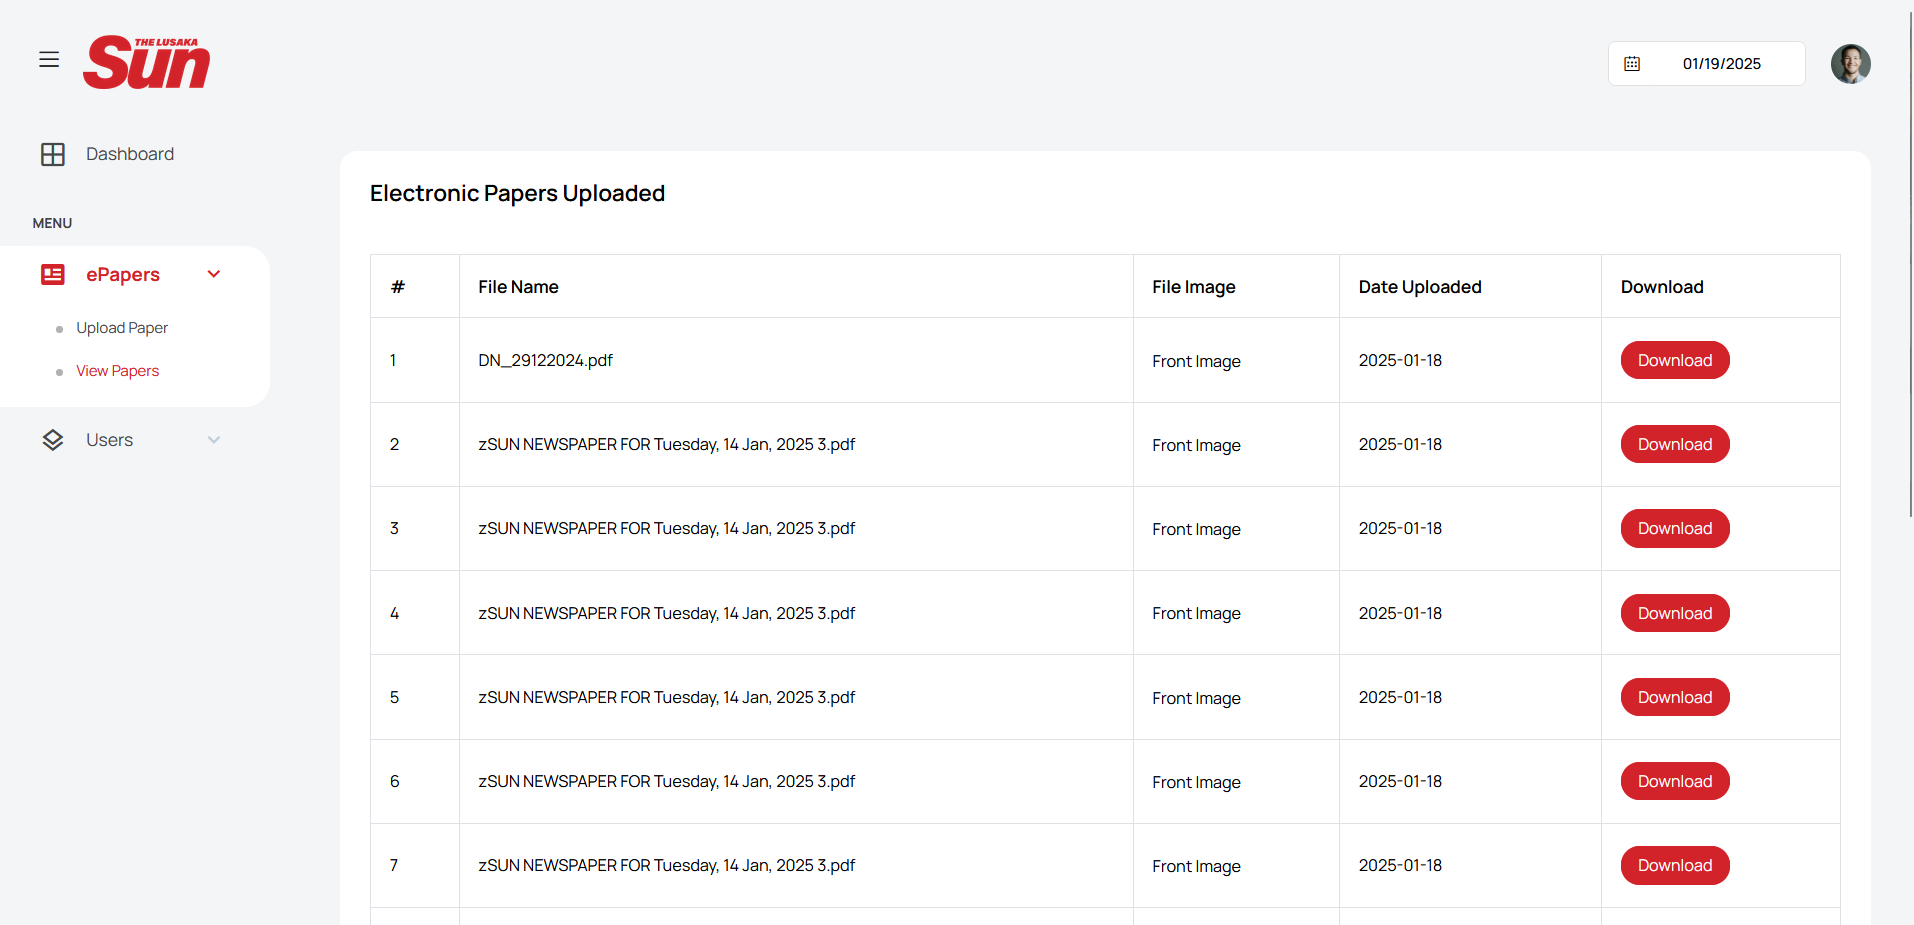 THE LUSAKA
Sun
01/19/2025
Dashboard
MENU
ePapers
Upload Paper
View Papers
Users
Electronic Papers Uploaded
# File Name File Image Date Uploaded Download
1 DN_29122024.pdf Front Image 2025-01-18 Download
2 zSUN NEWSPAPER FOR Tuesday, 14 Jan, 2025 3.pdf Front Image 2025-01-18 Download
3 zSUN NEWSPAPER FOR Tuesday, 14 Jan, 2025 3.pdf Front Image 2025-01-18 Download
4 zSUN NEWSPAPER FOR Tuesday, 14 Jan, 2025 3.pdf Front Image 2025-01-18 Download
5 zSUN NEWSPAPER FOR Tuesday, 14 Jan, 2025 3.pdf Front Image 2025-01-18 Download
6 zSUN NEWSPAPER FOR Tuesday, 14 Jan, 2025 3.pdf Front Image 2025-01-18 Download
7 zSUN NEWSPAPER FOR Tuesday, 14 Jan, 2025 3.pdf Front Image 2025-01-18 Download